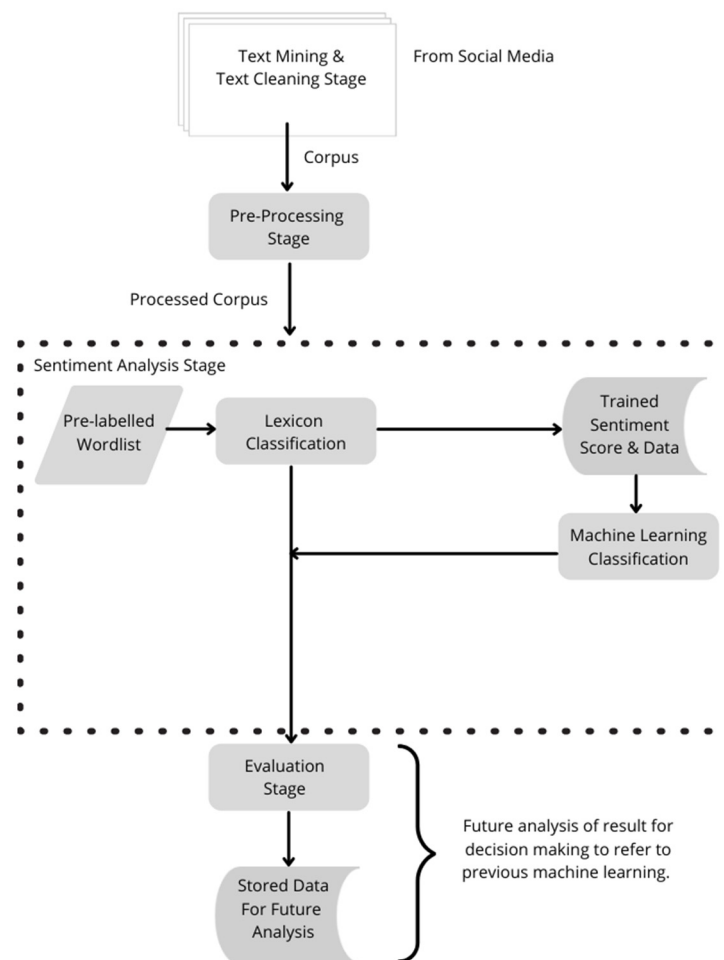 Text Mining &
Text Cleaning Stage
From Social Media
Corpus
Pre-Processing
Stage
Processed Corpus
Sentiment Analysis Stage
Pre-labelled
Wordlist
Lexicon
Classification
Trained
Sentiment
Score & Data
Machine Learning
Classification
Evaluation
Stage
Future analysis of result for
decision making to refer to
previous machine learning.
Stored Data
For Future
Analysis